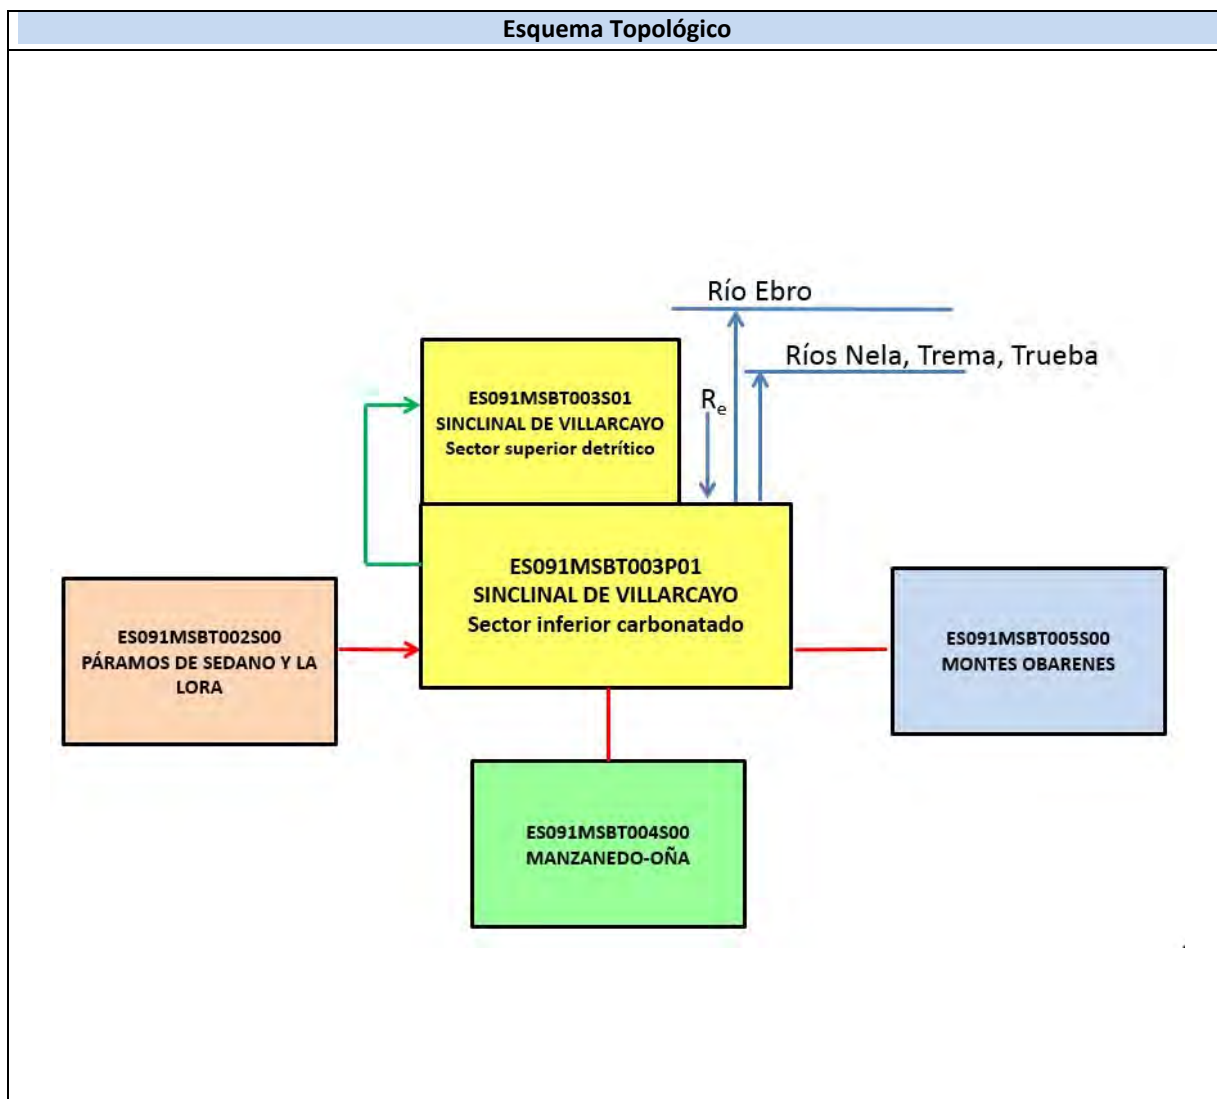 Esquema Topológico
Río Ebro
Ríos Nela, Trema, Trueba
R_e
ES091MSBT003S01
SINCLINAL DE VILLARCAYO
Sector superior detrítico
ES091MSBT003P01
SINCLINAL DE VILLARCAYO
Sector inferior carbonatado
ES091MSBT002S00
PÁRAMOS DE SEDANO Y LA
LORA
ES091MSBT005S00
MONTES OBARENES
ES091MSBT004S00
MANZANEDO-OÑA